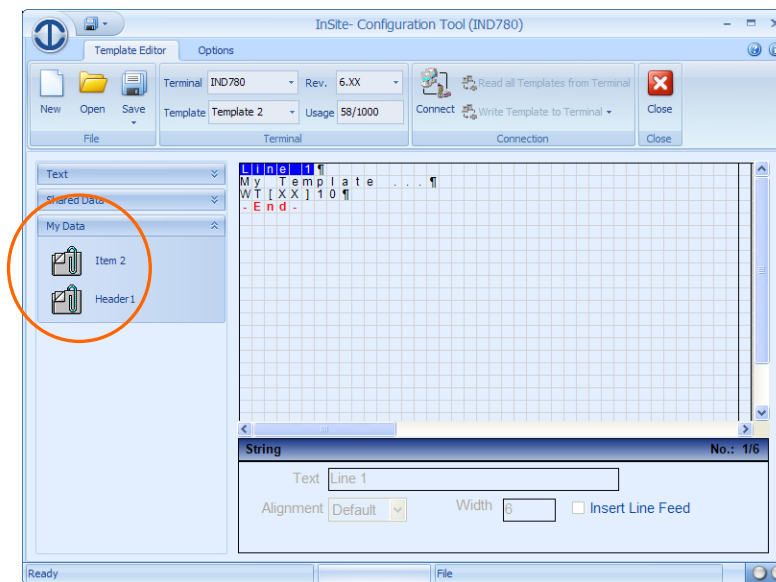 InSite- Configuration Tool (IND780)
Template Editor Options
New Open Save
File
Terminal IND780 Rev. 6.XX
Template Template 2 Usage 58/1000
Terminal
Connect Read all Templates from Terminal
Write Template to Terminal
Connection
Close
Close
Text
Shared Data
My Data
Item 2
Header1
Line 1¶
My Template ...¶
WT[XX]10¶
-End-
String No.: 1/6
Text Line 1
Alignment Default Width 6 Insert Line Feed
Ready File